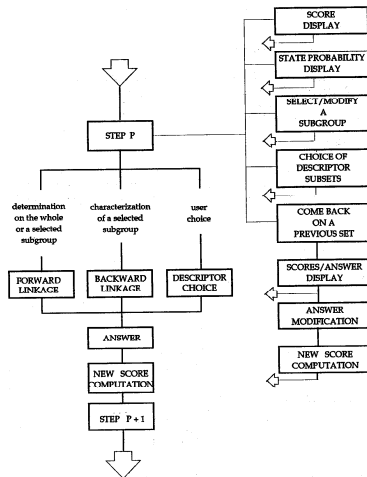 SCORE
DISPLAY
STATE PROBABILITY
DISPLAY
SELECT/MODIFY
A
SUBGROUP
STEP P
CHOICE OF
DESCRIPTOR
SUBSETS
determination
on the whole
or a selected
subgroup
characterization
of a selected
subgroup
user
choice
COME BACK
ON A
PREVIOUS SET
FORWARD
LINKAGE
BACKWARD
LINKAGE
DESCRIPTOR
CHOICE
SCORES/ANSWER
DISPLAY
ANSWER
MODIFICATION
ANSWER
NEW SCORE
COMPUTATION
NEW SCORE
COMPUTATION
STEP P + 1